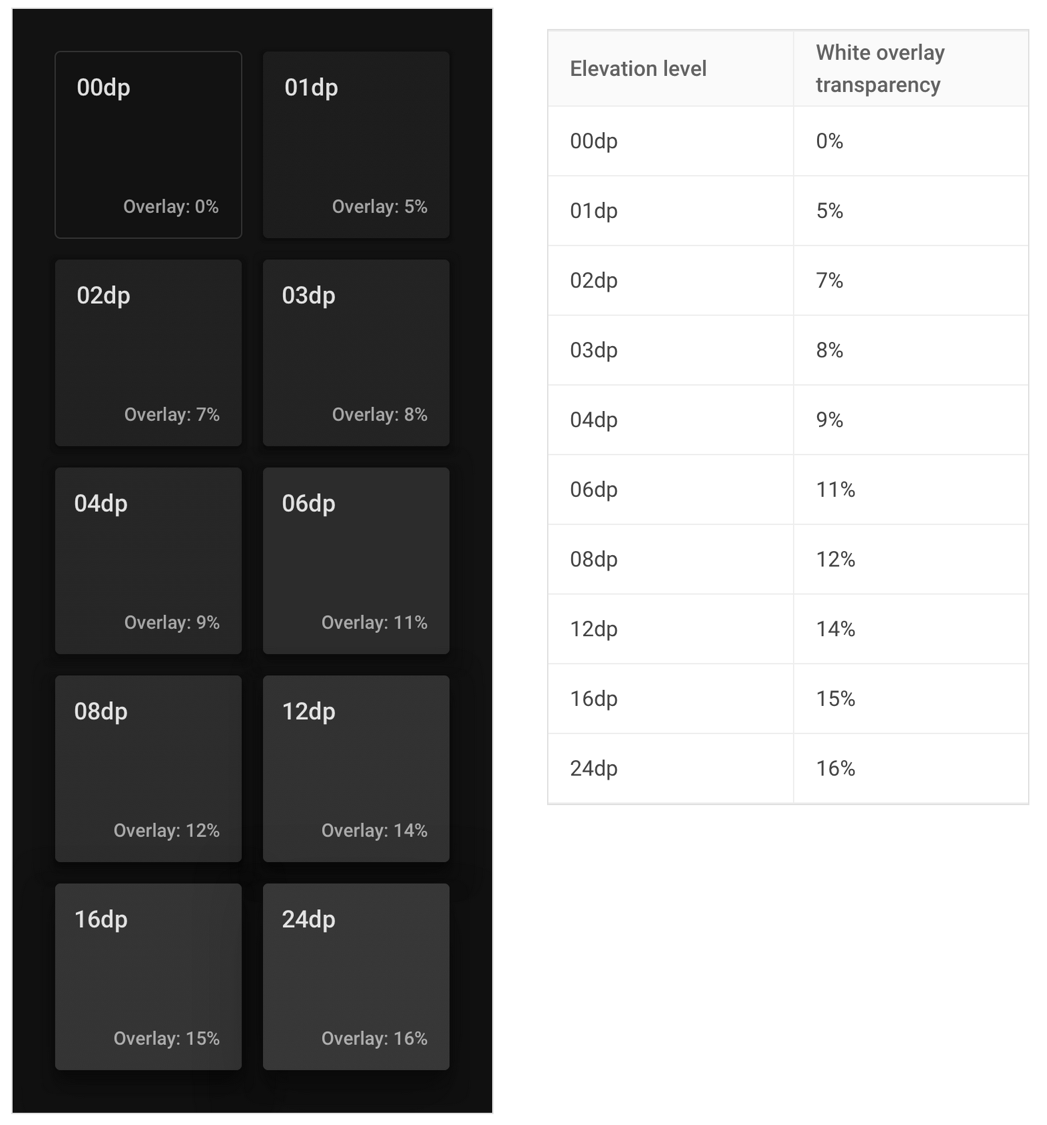 00dp
Overlay: 0%
01dp
Overlay: 5%
02dp
Overlay: 7%
03dp
Overlay: 8%
04dp
Overlay: 9%
06dp
Overlay: 11%
08dp
Overlay: 12%
12dp
Overlay: 14%
16dp
Overlay: 15%
24dp
Overlay: 16%
Elevation level
White overlay
transparency
00dp 0%
01dp 5%
02dp 7%
03dp 8%
04dp 9%
06dp 11%
08dp 12%
12dp 14%
16dp 15%
24dp 16%